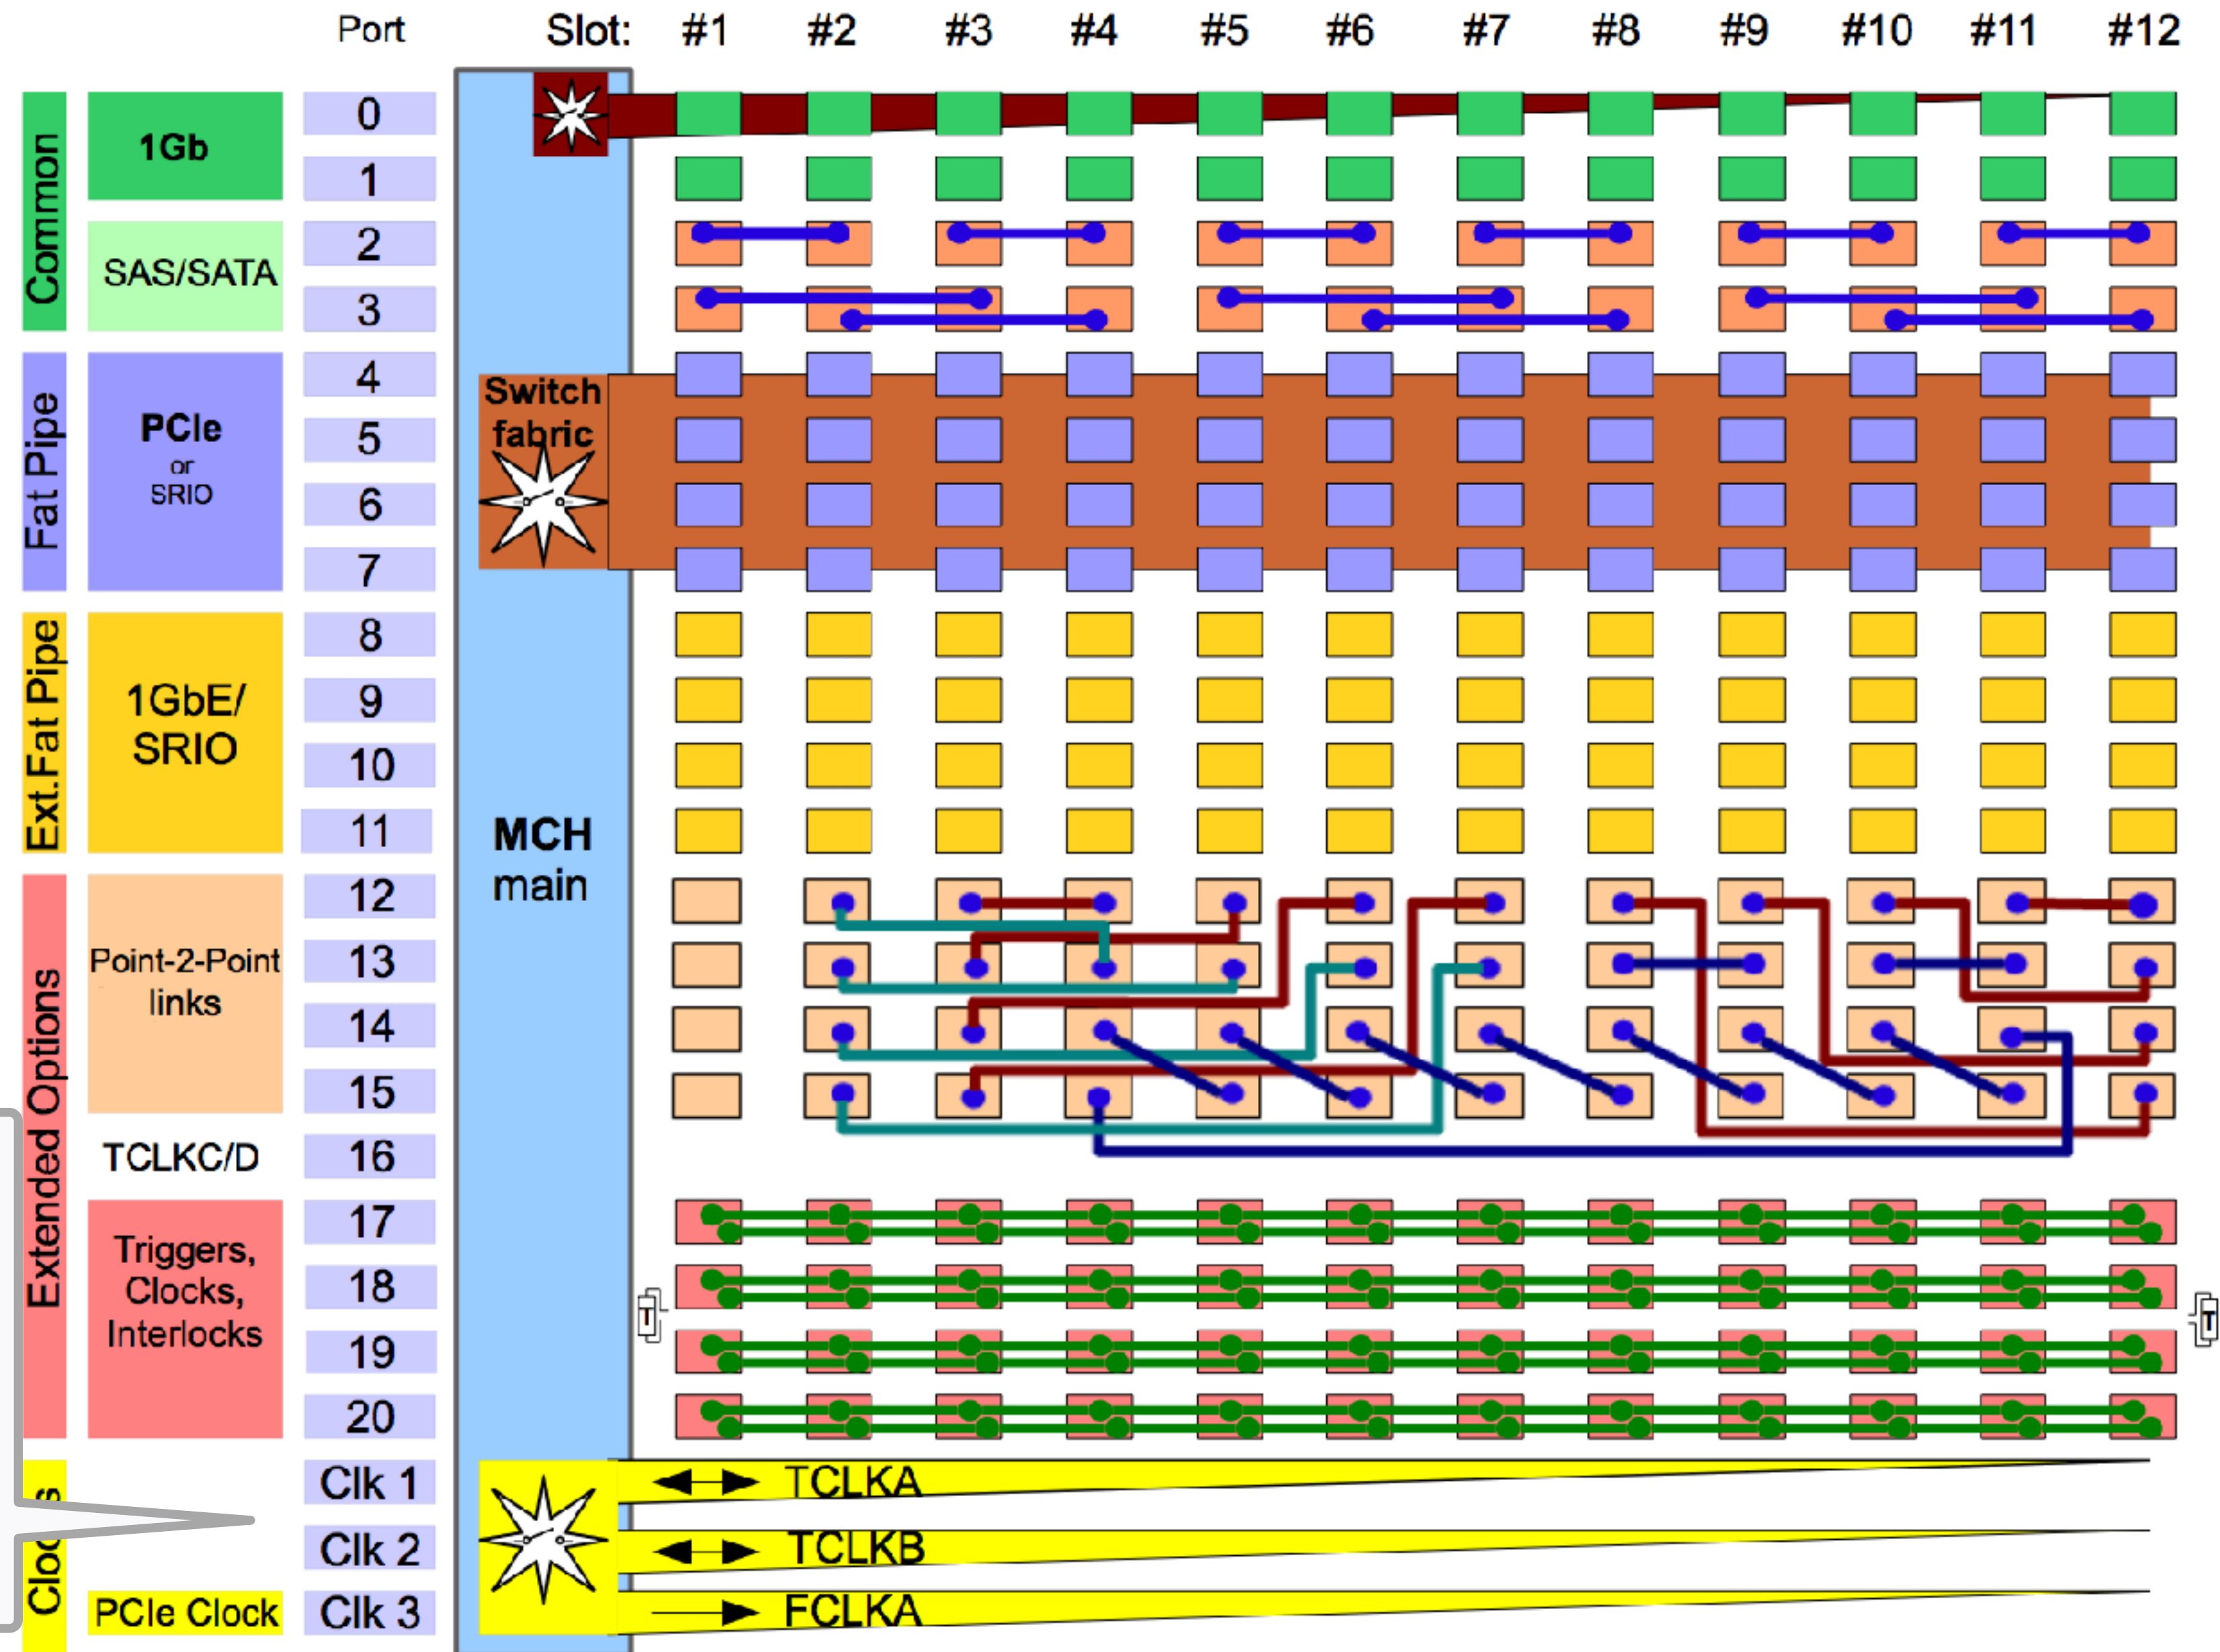 Port Slot: #1 #2 #3 #4 #5 #6 #7 #8 #9 #10 #11 #12
Common
1Gb
SAS/SATA
0
1
2
3
Fat Pipe
PCIe
or
SRIO
4
5
6
7
Switch
fabric
Ext.Fat Pipe
1GbE/
SRIO
8
9
10
11
MCH
main
Extended Options
Point-2-Point
links
12
13
14
15
TCLKC/D
16
Triggers,
Clocks,
Interlocks
17
18
19
20
T
T
Clk 1
TCLKA
Clk 2
TCLKB
PCIe Clock
Clk 3
FCLKA